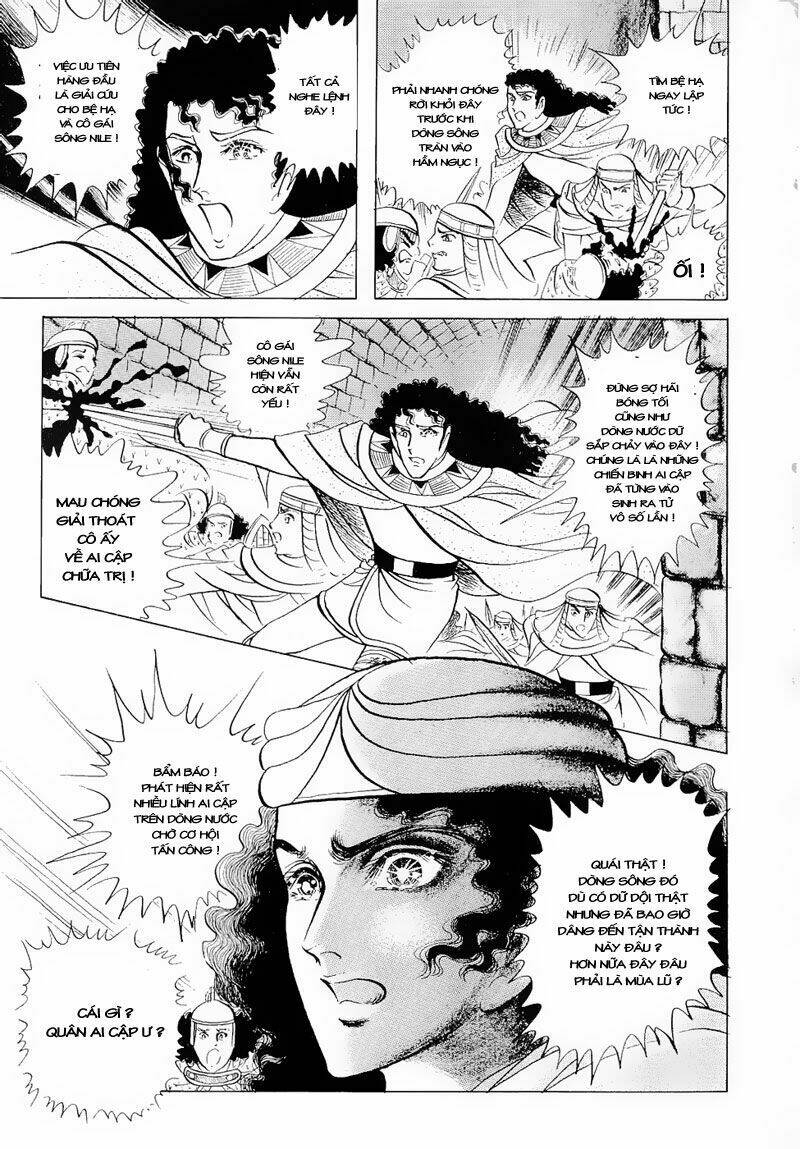 VIỆC ƯU TIÊN
HÀNG ĐẦU
LÀ GIẢI CỨU
CHO BỆ HẠ
VÀ CÔ GÁI
SÔNG NILE !
TẤT CẢ
NGHE LỆNH
ĐÂY !
PHẢI NHANH CHÓNG
RỜI KHỎI ĐÂY
TRƯỚC KHI
DÒNG SÔNG
TRÀN VÀO
HẦM NGỤC !
TÌM BỆ HẠ
NGAY LẬP
TỨC !
ỐI !
CÔ GÁI
SÔNG NILE
HIỆN VẪN
CÒN RẤT
YẾU !
MAU CHÓNG
GIẢI THOÁT
CÔ ẤY
VỀ AI CẬP
CHỮA TRỊ !
ĐỪNG SỢ HÃI
BÓNG TỐI
CŨNG NHƯ
DÒNG NƯỚC DỮ
SẮP CHẢY VÀO ĐÂY !
CHÚNG LÀ LÀ NHỮNG
CHIẾN BINH AI CẬP
ĐÃ TỪNG VÀO
SINH RA TỬ
VÔ SỐ LẦN !
BẨM BÁO !
PHÁT HIỆN RẤT
NHIỀU LÍNH AI CẬP
TRÊN DÒNG NƯỚC
CHỜ CƠ HỘI
TẤN CÔNG !
QUÁI THẬT !
DÒNG SÔNG ĐÓ
DÙ CÓ DỮ DỘI THẬT
NHƯNG ĐÃ BAO GIỜ
DÂNG ĐẾN TẬN THÀNH
NÀY ĐÂU ?
HƠN NỮA ĐÂY ĐÂU
PHẢI LÀ MÙA LŨ ?
CÁI GÌ ?
QUÂN AI CẬP Ư ?